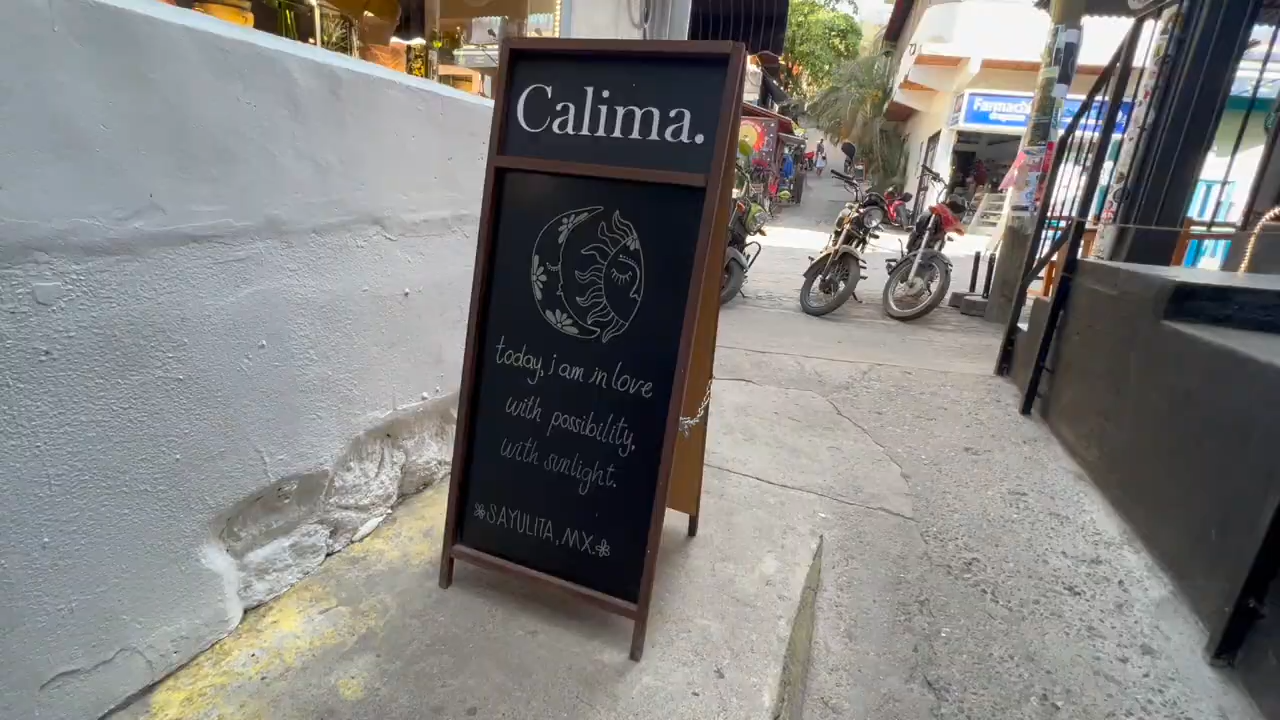 Calima.
today, i am in love
with possibility,
with sunlight.
SAYULITA, MX.
Farmacia